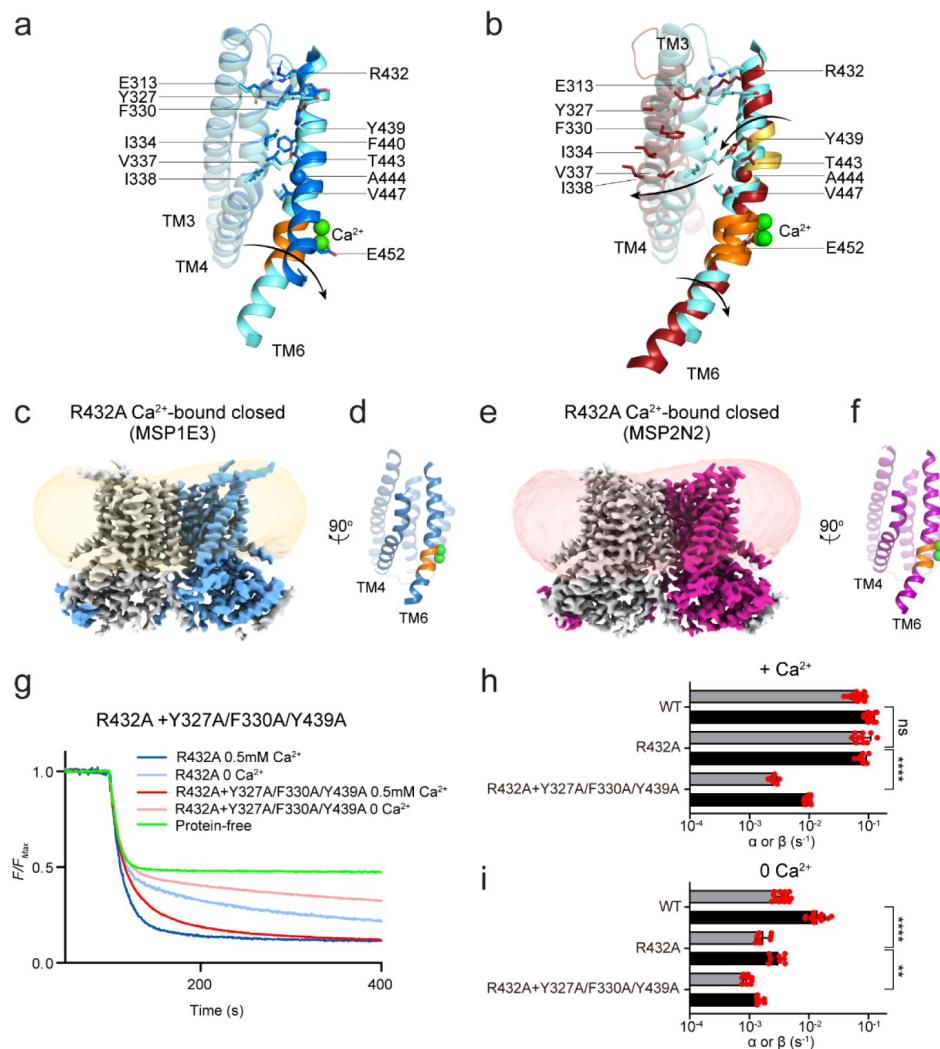 a
E313
Y327
F330
I334
V337
I338
TM3
TM4
R432
Y439
F440
T443
A444
V447
Ca²⁺
E452
TM6
b
TM3
E313
Y327
F330
I334
V337
I338
TM4
R432
Y439
T443
A444
V447
Ca²⁺
E452
TM6
c
R432A Ca²⁺-bound closed
(MSP1E3)
d
90º
TM4
TM6
e
R432A Ca²⁺-bound closed
(MSP2N2)
f
90º
TM4
TM6
g
R432A +Y327A/F330A/Y439A
R432A 0.5mM Ca²⁺
R432A 0 Ca²⁺
R432A+Y327A/F330A/Y439A 0.5mM Ca²⁺
R432A+Y327A/F330A/Y439A 0 Ca²⁺
Protein-free
F/F_Max
1.0
0.5
0.0
200
400
Time (s)
h
+ Ca²⁺
WT
R432A
R432A+Y327A/F330A/Y439A
ns
****
10⁻⁴
10⁻³
10⁻²
10⁻¹
α or β (s⁻¹)
i
0 Ca²⁺
WT
R432A
R432A+Y327A/F330A/Y439A
****
**
10⁻⁴
10⁻³
10⁻²
10⁻¹
α or β (s⁻¹)